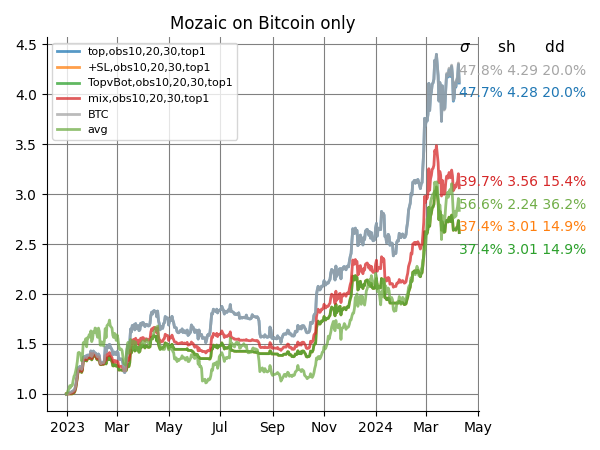 Mozaic on Bitcoin only
σ sh dd
4.5
4.0
3.5
3.0
2.5
2.0
1.5
1.0
top,obs10,20,30,top1
+SL,obs10,20,30,top1
TopvBot,obs10,20,30,top1
mix,obs10,20,30,top1
BTC
avg
47.8% 4.29 20.0%
47.7% 4.28 20.0%
39.7% 3.56 15.4%
56.6% 2.24 36.2%
37.4% 3.01 14.9%
37.4% 3.01 14.9%
2023 Mar May Jul Sep Nov 2024 Mar May